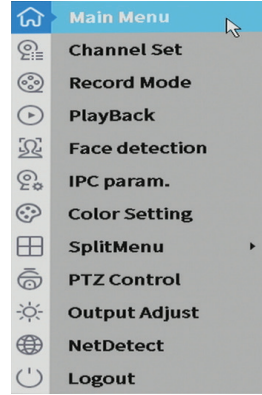 Main Menu
Channel Set
Record Mode
PlayBack
Face detection
IPC param.
Color Setting
SplitMenu
PTZ Control
Output Adjust
NetDetect
Logout